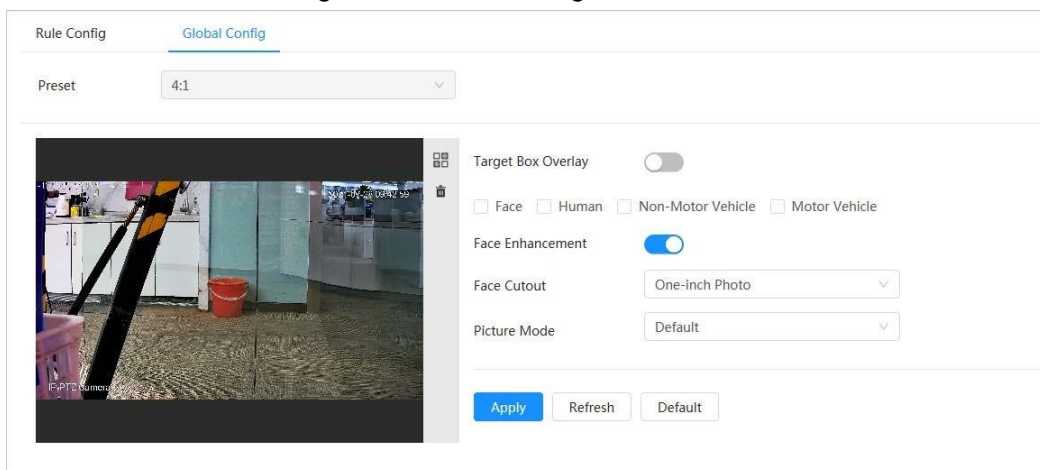 Rule Config Global Config
Preset 4:1
Target Box Overlay
Face Human Non-Motor Vehicle Motor Vehicle
Face Enhancement
Face Cutout One-inch Photo
Picture Mode Default
IP PTZ Camera
Apply Refresh Default